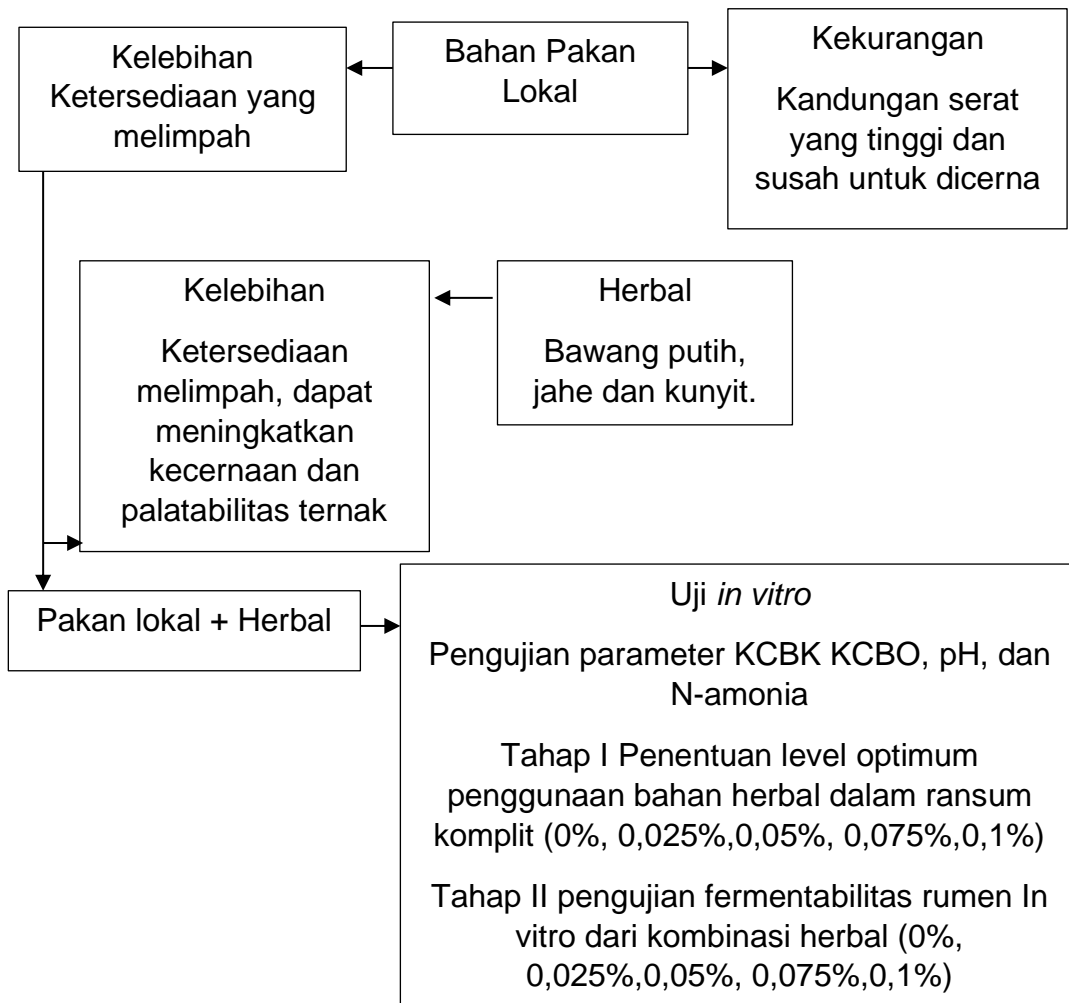 Kelebihan
Ketersediaan yang
melimpah
Bahan Pakan
Lokal
Kekurangan
Kandungan serat
yang tinggi dan
susah untuk dicerna
Kelebihan
Ketersediaan
melimpah, dapat
meningkatkan
kecernaan dan
palatabilitas ternak
Herbal
Bawang putih,
jahe dan kunyit.
Pakan lokal + Herbal
Uji in vitro
Pengujian parameter KCBK KCBO, pH, dan
N-amonia
Tahap I Penentuan level optimum
penggunaan bahan herbal dalam ransum
komplit (0%, 0,025%,0,05%, 0,075%,0,1%)
Tahap II pengujian fermentabilitas rumen In
vitro dari kombinasi herbal (0%,
0,025%,0,05%, 0,075%,0,1%)